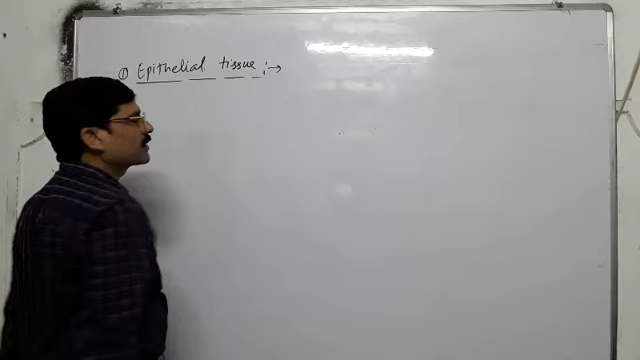 ① Epithelial tissue :→